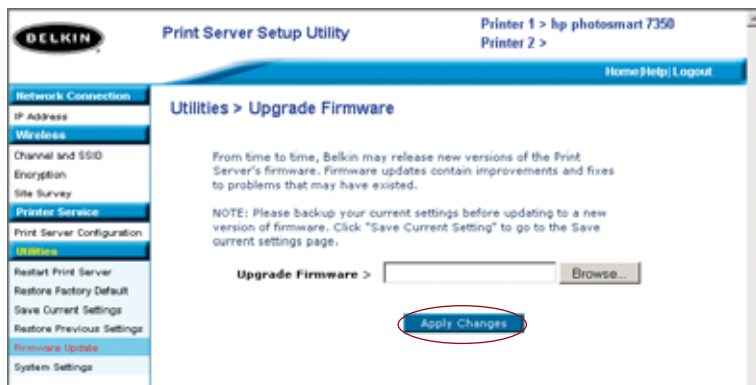 BELKIN
Print Server Setup Utility
Printer 1 > hp photosmart 7350
Printer 2 >
Home|Help|Logout
Network Connection
IP Address
Wireless
Channel and SSID
Encryption
Site Survey
Printer Service
Print Server Configuration
Utilities
Restart Print Server
Restore Factory Default
Save Current Settings
Restore Previous Settings
Firmware Update
System Settings
Utilities > Upgrade Firmware
From time to time, Belkin may release new versions of the Print
Server's firmware. Firmware updates contain improvements and fixes
to problems that may have existed.
NOTE: Please backup your current settings before updating to a new
version of firmware. Click "Save Current Setting" to go to the Save
current settings page.
Upgrade Firmware >
Browse...
Apply Changes